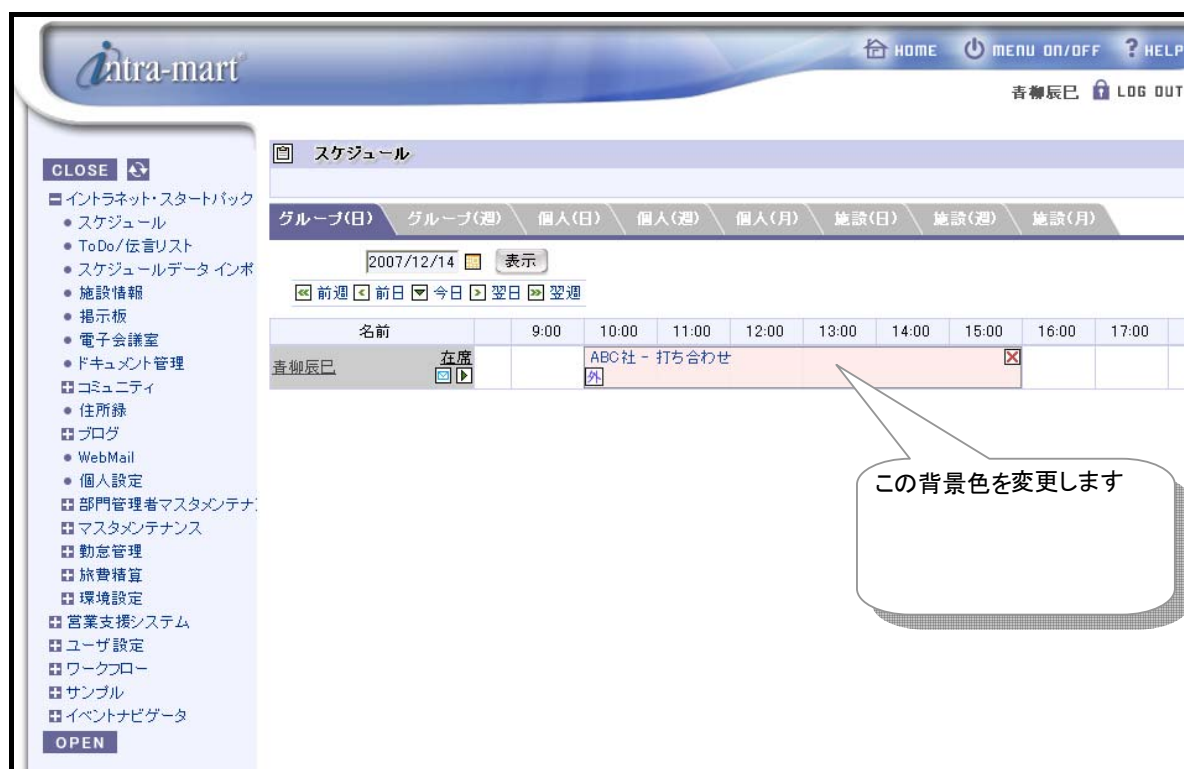 intra-mart
HOME MENU ON/OFF ? HELP
青柳辰巳 LOG OUT
スケジュール
CLOSE
イントラネット・スタートパック
スケジュール
ToDo/伝言リスト
スケジュールデータ インポ
施設情報
掲示板
電子会議室
ドキュメント管理
コミュニティ
住所録
ブログ
WebMail
個人設定
部門管理者マスタメンテナ
マスタメンテナンス
勤怠管理
旅費精算
環境設定
営業支援システム
ユーザ設定
ワークフロー
サンプル
イベントナビゲータ
OPEN
グループ(日) グループ(週) 個人(日) 個人(週) 個人(月) 施設(日) 施設(週) 施設(月)
2007/12/14 表示
前週 前日 今日 翌日 翌週
名前 9:00 10:00 11:00 12:00 13:00 14:00 15:00 16:00 17:00
青柳辰巳 在席 ABC社 - 打ち合わせ
外
この背景色を変更します